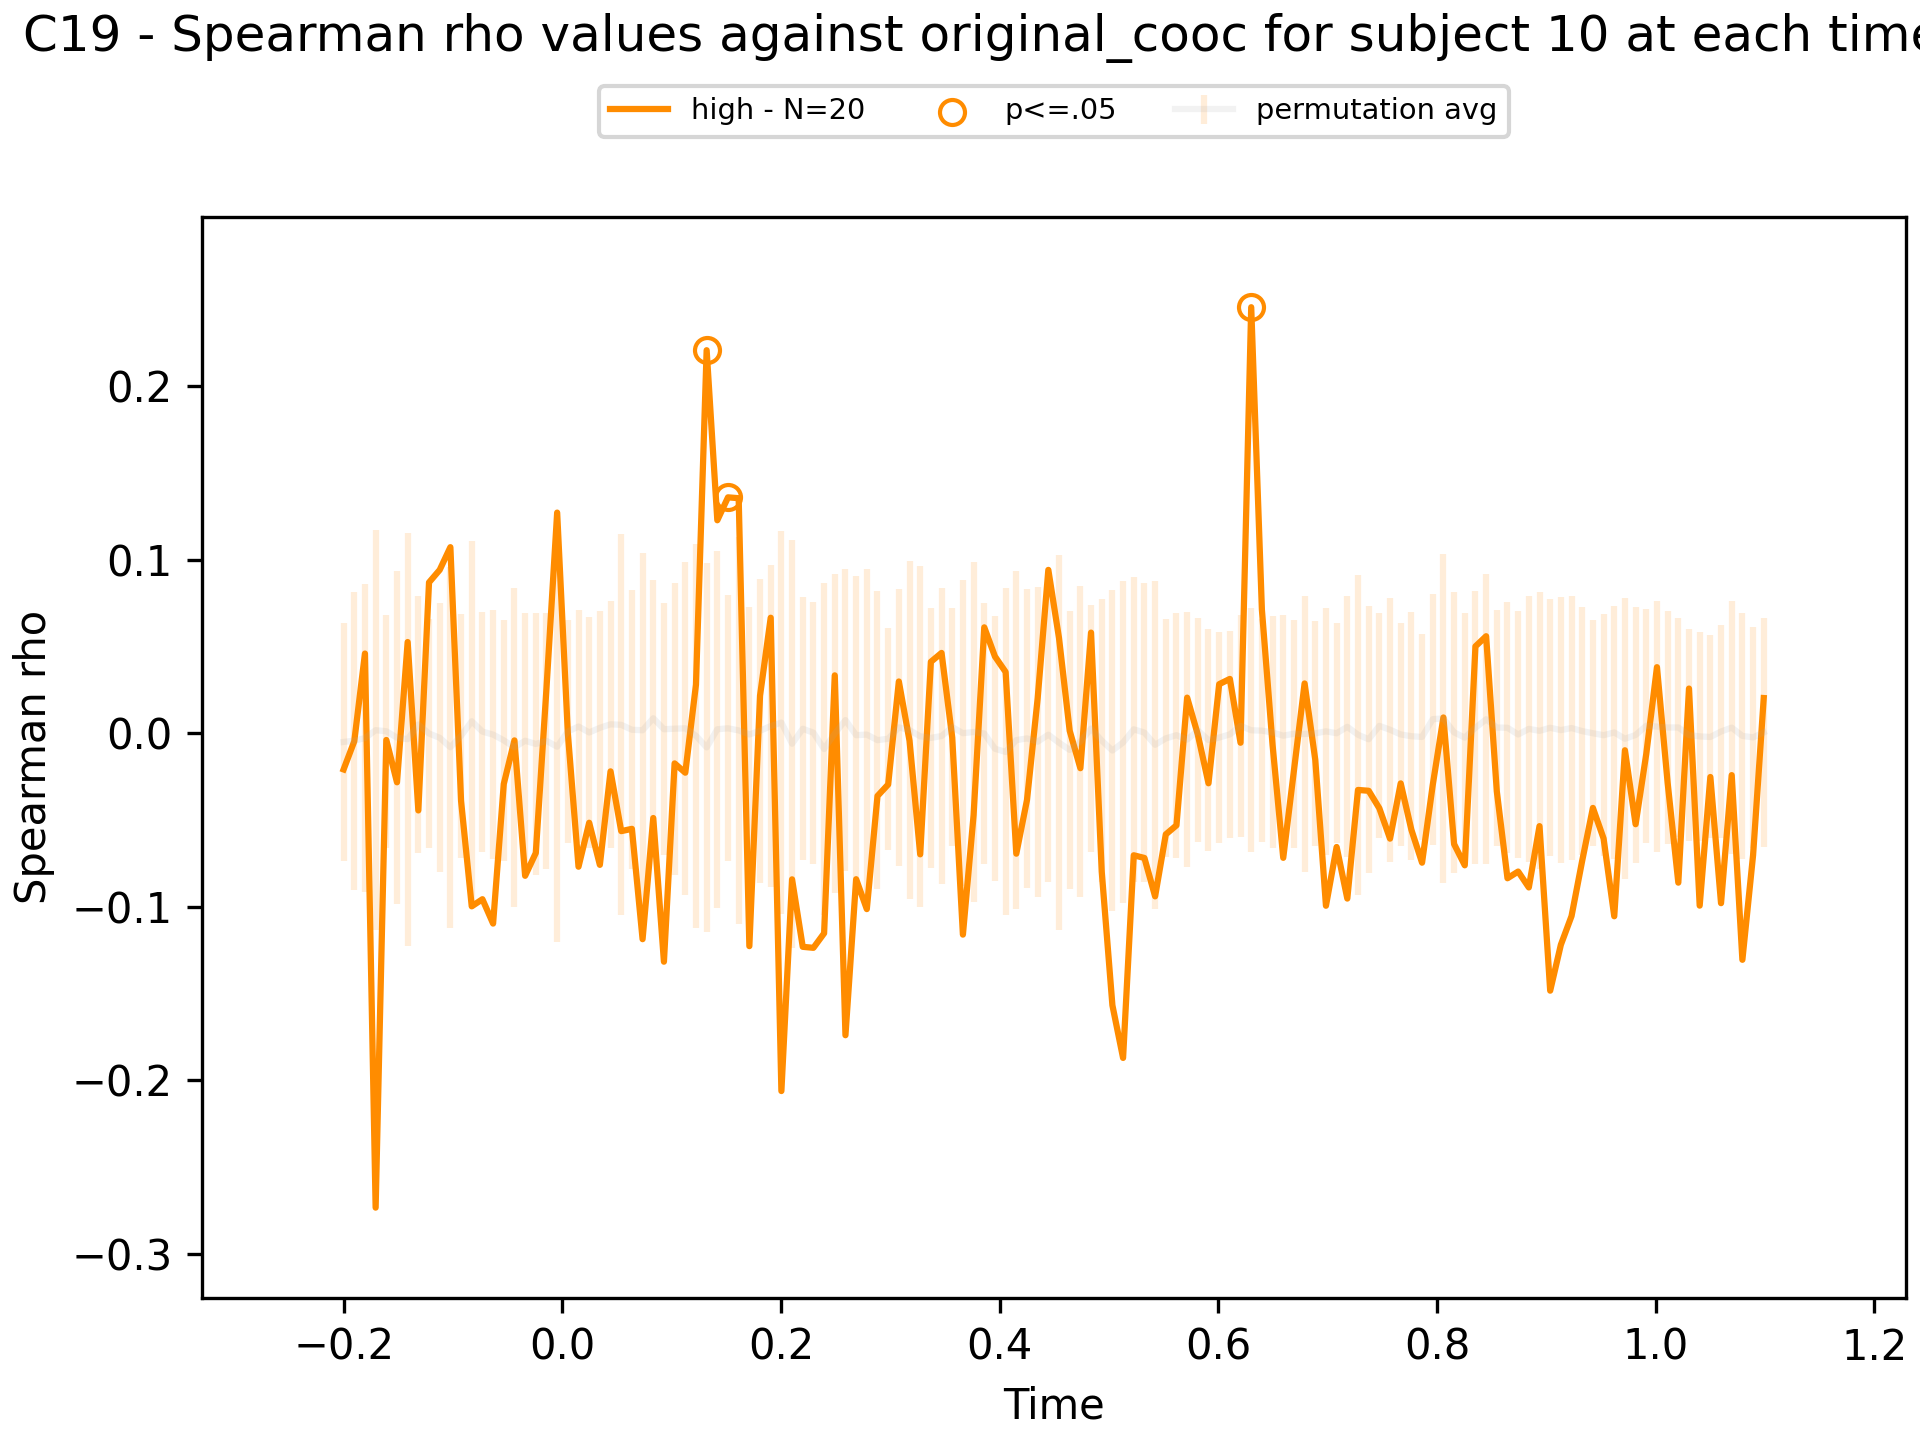 C19 - Spearman rho values against original_cooc for subject 10 at each time
high - N=20 p<=.05 permutation avg
Spearman rho
0.2
0.1
0.0
−0.1
−0.2
−0.3
−0.2 0.0 0.2 0.4 0.6 0.8 1.0 1.2
Time